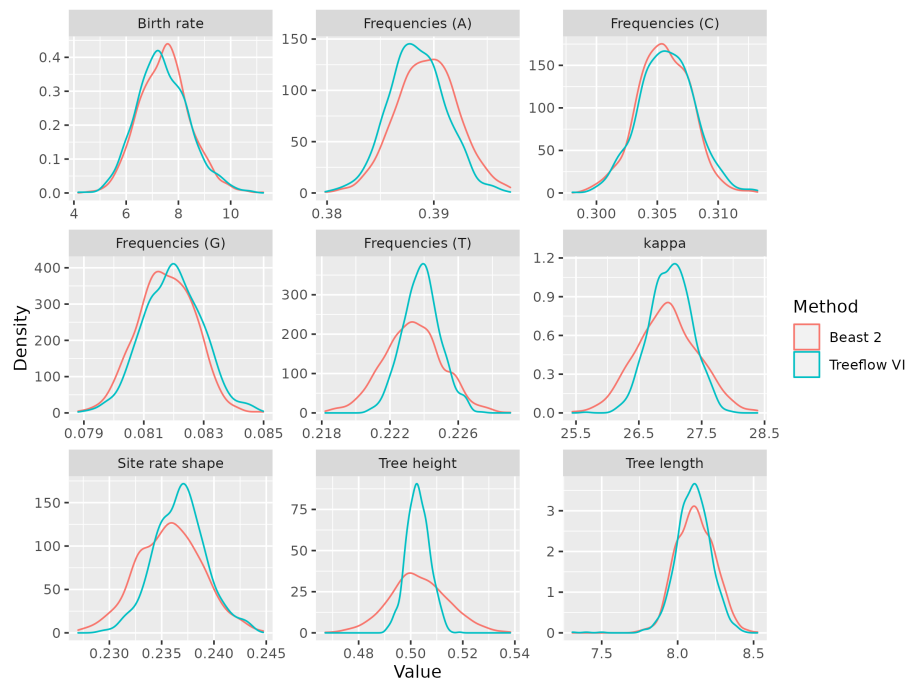 Birth rate
Frequencies (A)
Frequencies (C)
0.4
0.3
0.2
0.1
0.0
4 6 8 10
150
100
50
0
0.38 0.39
150
100
50
0
0.300 0.305 0.310
Frequencies (G)
Frequencies (T)
kappa
400
300
200
100
0
0.079 0.081 0.083 0.085
300
200
100
0
0.218 0.222 0.226
1.2
0.9
0.6
0.3
0.0
25.5 26.5 27.5 28.5
Density
Site rate shape
Tree height
Tree length
150
100
50
0
0.230 0.235 0.240 0.245
75
50
25
0
0.48 0.50 0.52 0.54
3
2
1
0
7.5 8.0 8.5
Value
Method
Beast 2
Treeflow VI